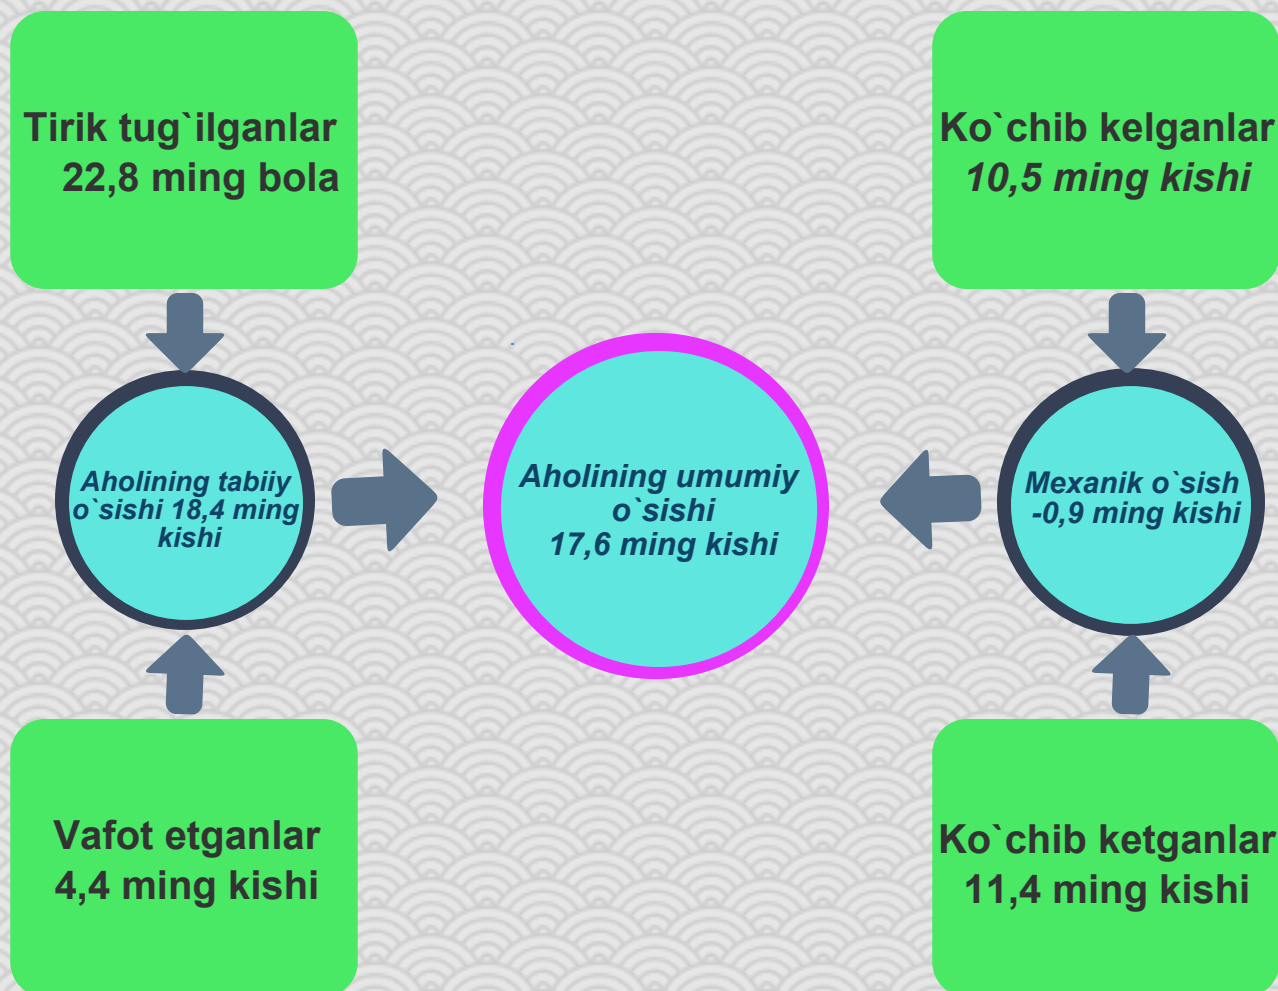 Tirik tug`ilganlar
22,8 ming bola
Ko`chib kelganlar
10,5 ming kishi
Aholining tabiiy
o`sishi 18,4 ming
kishi
Aholining umumiy
o`sishi
17,6 ming kishi
Mexanik o`sish
-0,9 ming kishi
Vafot etganlar
4,4 ming kishi
Ko`chib ketganlar
11,4 ming kishi